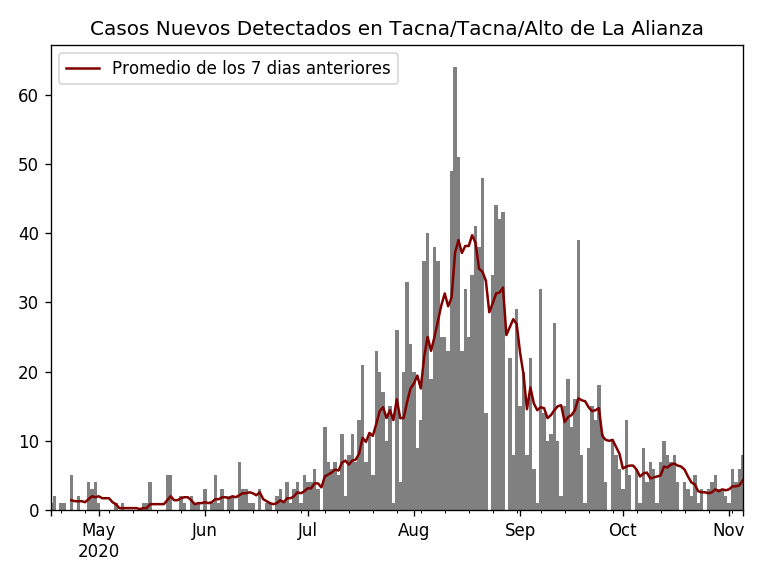 Casos Nuevos Detectados en Tacna/Tacna/Alto de La Alianza
Promedio de los 7 dias anteriores
60
50
40
30
20
10
0
May Jun Jul Aug Sep Oct Nov
2020